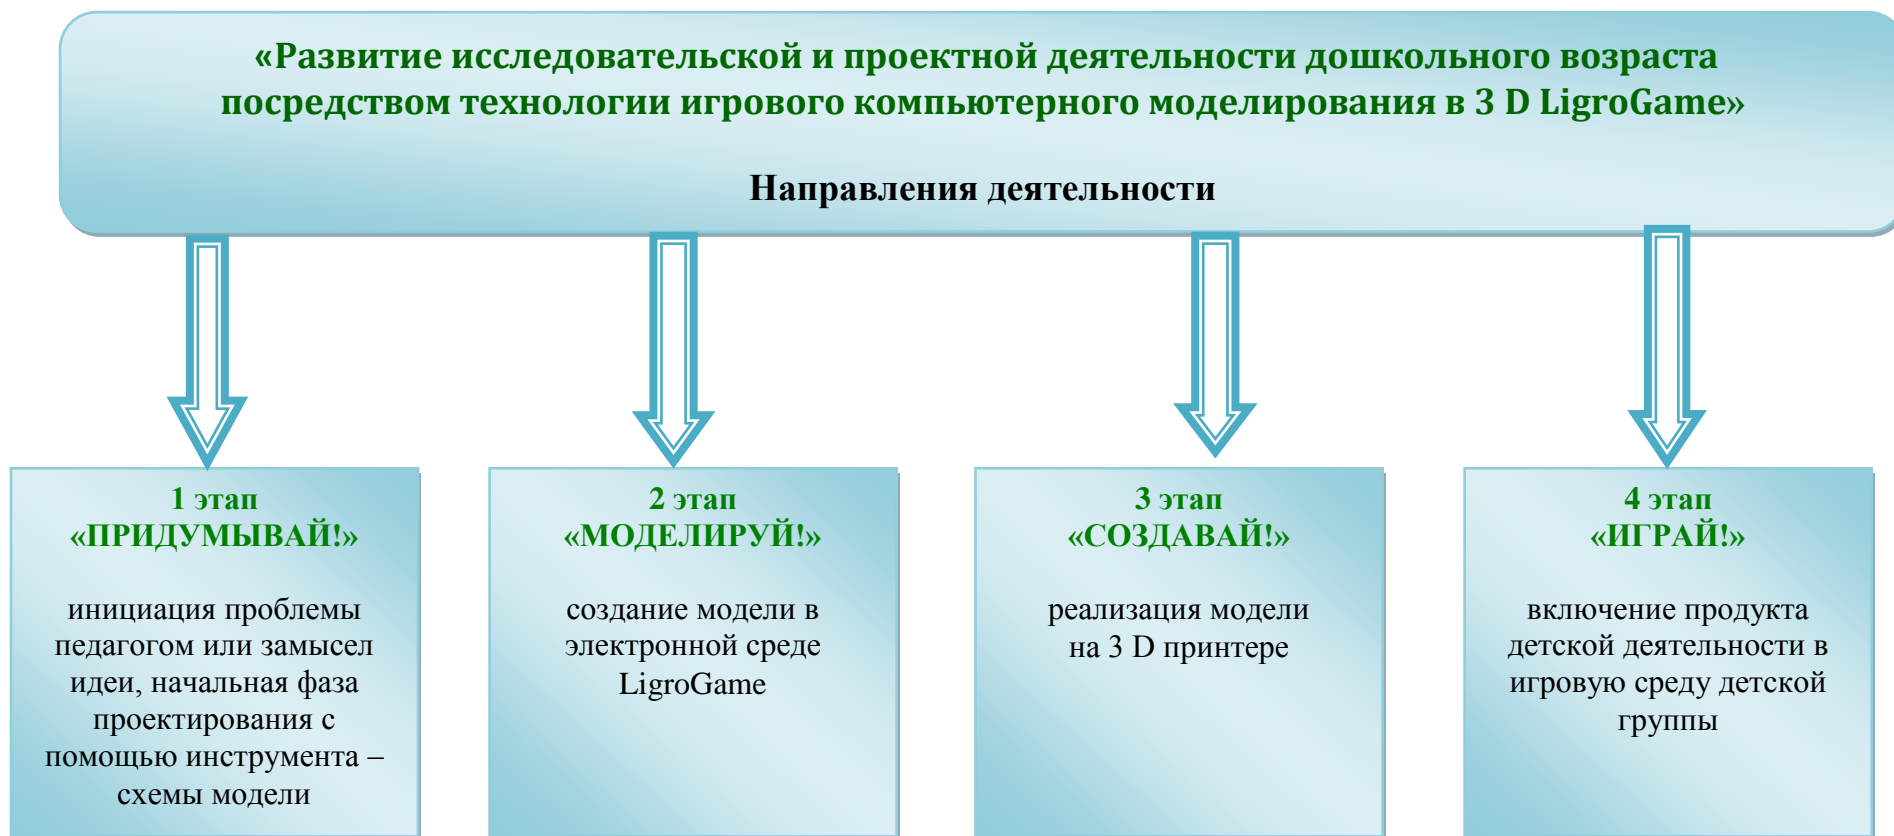 «Развитие исследовательской и проектной деятельности дошкольного возраста
посредством технологии игрового компьютерного моделирования в 3 D LigroGame»
Направления деятельности
1 этап
«ПРИДУМЫВАЙ!»
инициация проблемы
педагогом или замысел
идеи, начальная фаза
проектирования с
помощью инструмента –
схемы модели
2 этап
«МОДЕЛИРУЙ!»
создание модели в
электронной среде
LigroGame
3 этап
«СОЗДАВАЙ!»
реализация модели
на 3 D принтере
4 этап
«ИГРАЙ!»
включение продукта
детской деятельности в
игровую среду детской
группы